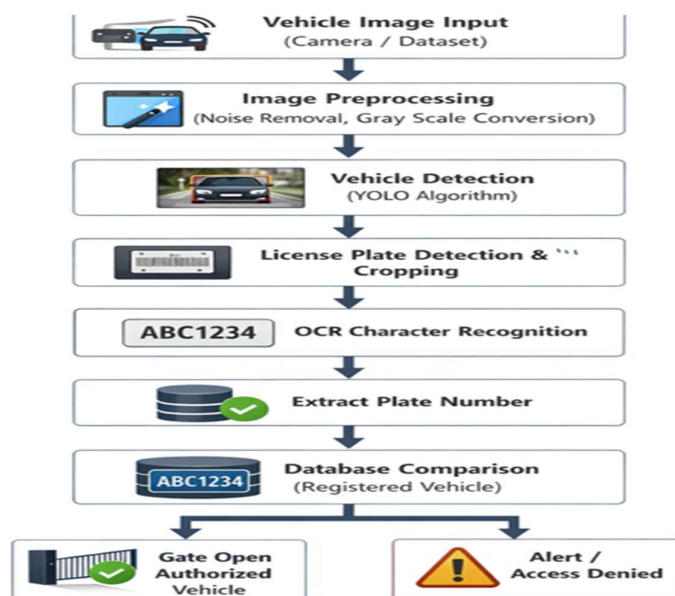 Vehicle Image Input
(Camera / Dataset)
Image Preprocessing
(Noise Removal, Gray Scale Conversion)
Vehicle Detection
(YOLO Algorithm)
License Plate Detection &
Cropping
ABC1234
OCR Character Recognition
Extract Plate Number
Database Comparison
ABC1234
(Registered Vehicle)
Gate Open
Authorized
Vehicle
Alert /
Access Denied